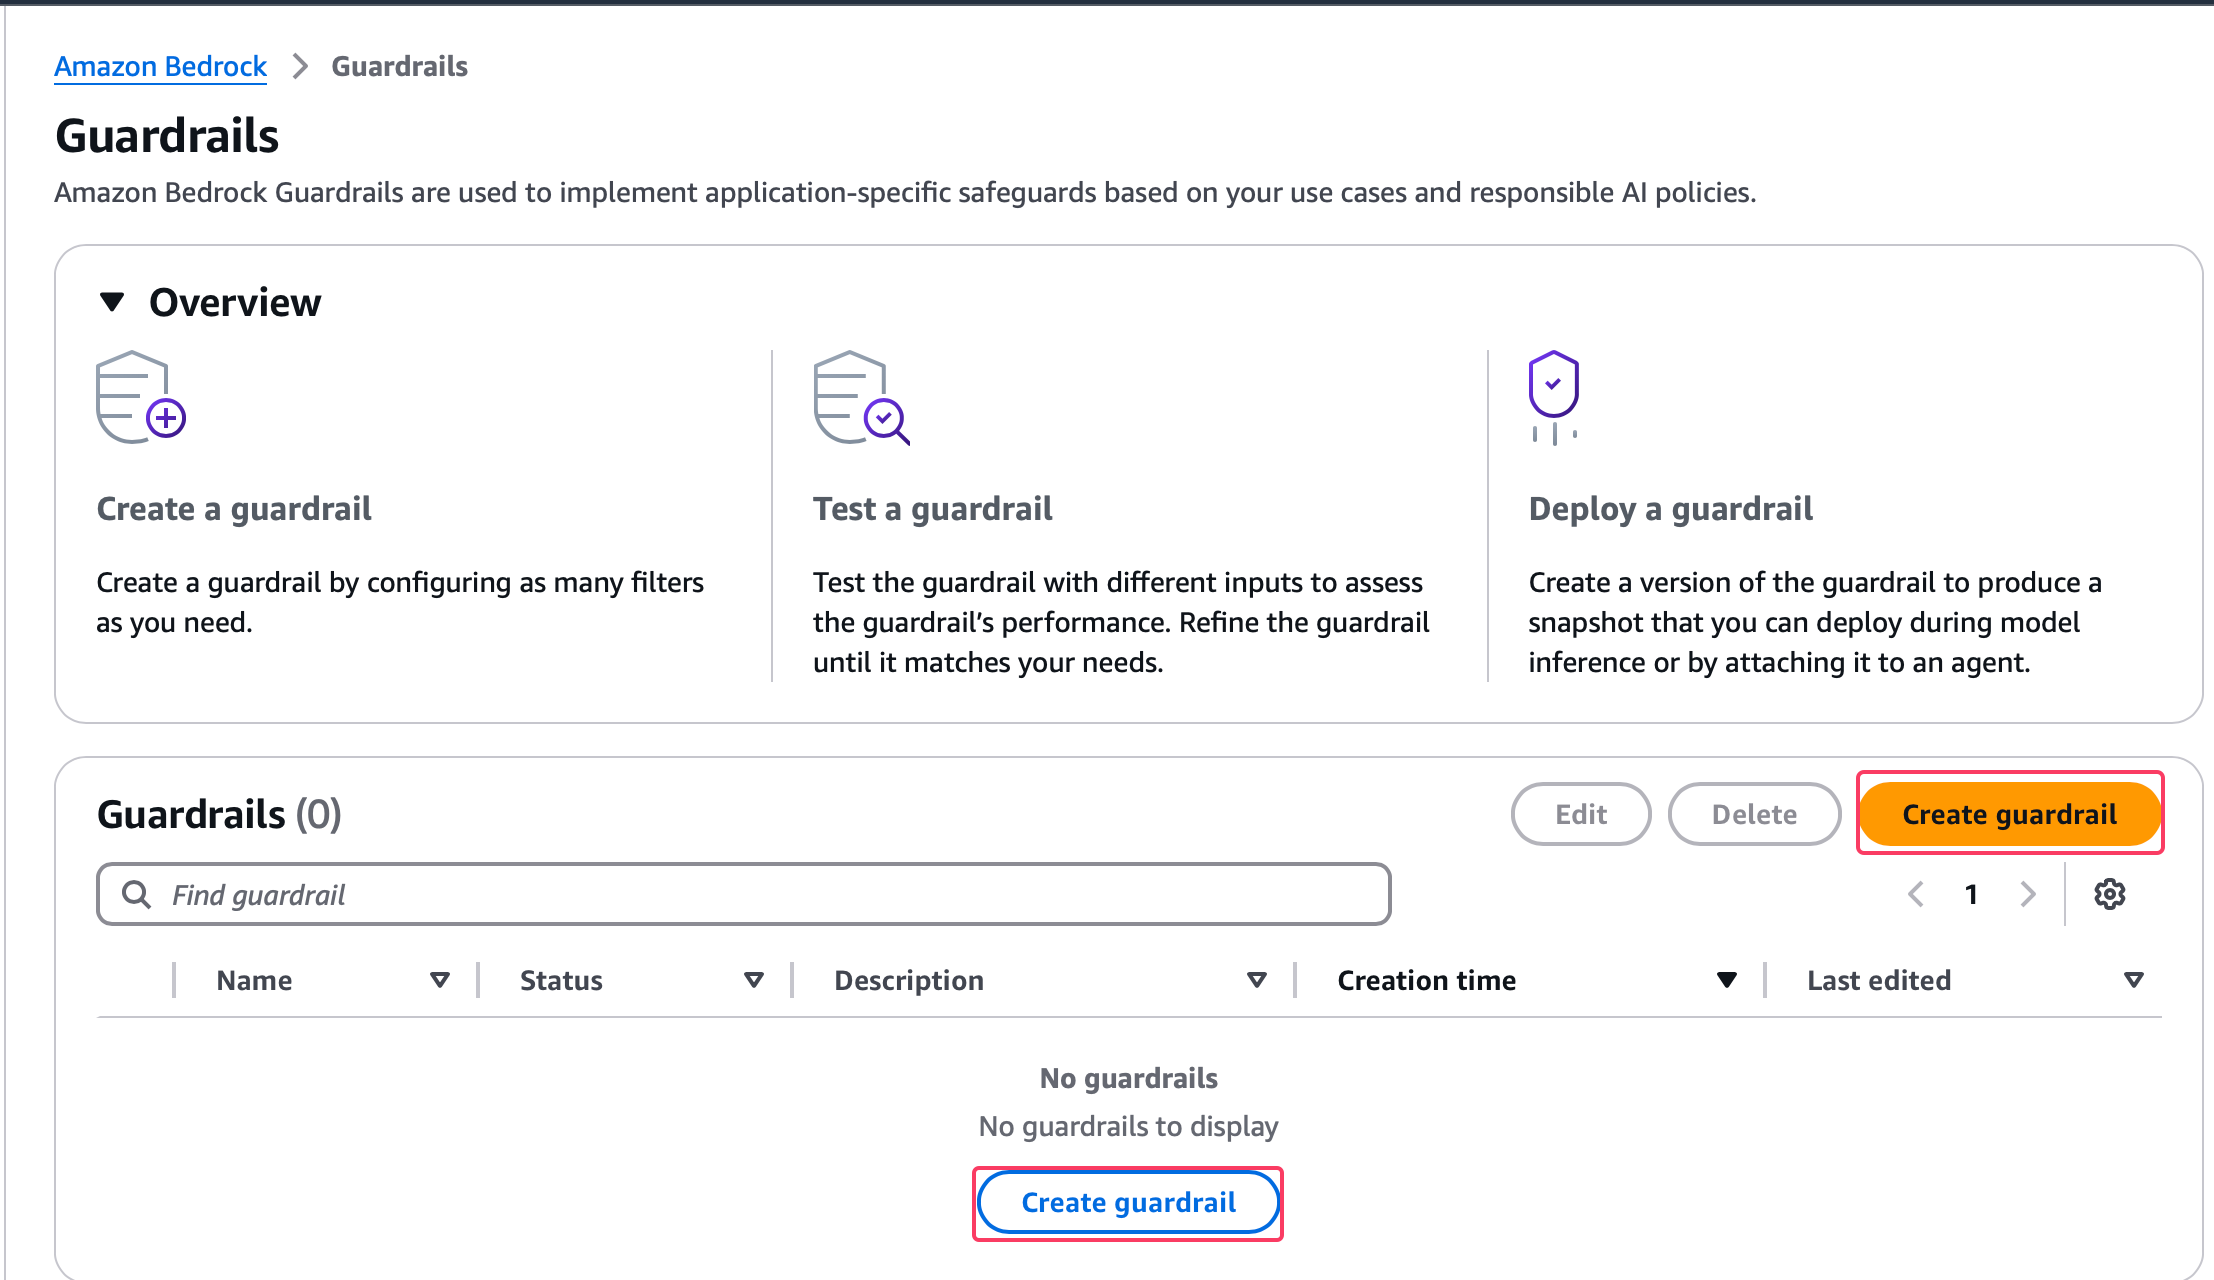 Amazon Bedrock > Guardrails
Guardrails
Amazon Bedrock Guardrails are used to implement application-specific safeguards based on your use cases and responsible AI policies.
Overview
Create a guardrail
Create a guardrail by configuring as many filters
as you need.
Test a guardrail
Test the guardrail with different inputs to assess
the guardrail’s performance. Refine the guardrail
until it matches your needs.
Deploy a guardrail
Create a version of the guardrail to produce a
snapshot that you can deploy during model
inference or by attaching it to an agent.
Guardrails (0)
Edit
Delete
Create guardrail
Find guardrail
1
Name
Status
Description
Creation time
Last edited
No guardrails
No guardrails to display
Create guardrail